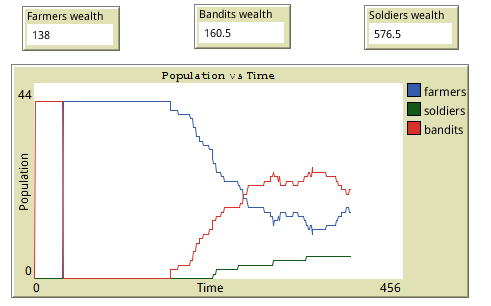 Farmers wealth
138
Bandits wealth
160.5
Soldiers wealth
576.5
Population vs Time
44
Population
0
0
Time
456
farmers
soldiers
bandits